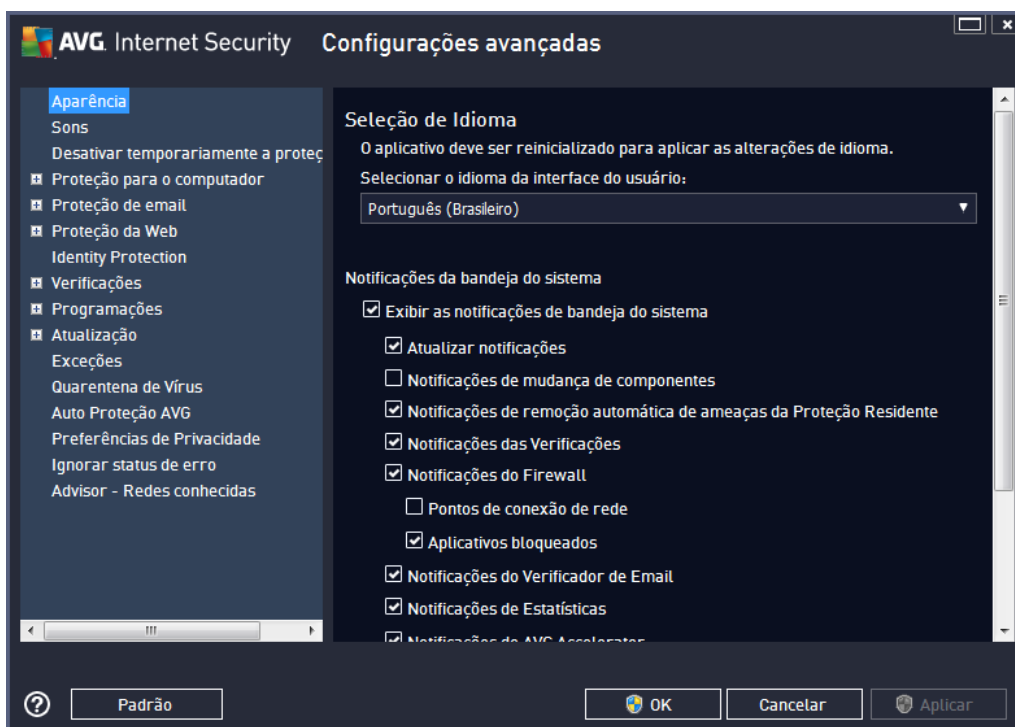 AVG. Internet Security
Configurações avançadas
Aparência
Sons
Desativar temporariamente a proteç
Proteção para o computador
Proteção de email
Proteção da Web
Identity Protection
Verificações
Programações
Atualização
Exceções
Quarentena de Vírus
Auto Proteção AVG
Preferências de Privacidade
Ignorar status de erro
Advisor - Redes conhecidas
Seleção de Idioma
O aplicativo deve ser reinicializado para aplicar as alterações de idioma.
Selecionar o idioma da interface do usuário:
Português (Brasileiro)
Notificações da bandeja do sistema
Exibir as notificações de bandeja do sistema
Atualizar notificações
Notificações de mudança de componentes
Notificações de remoção automática de ameaças da Proteção Residente
Notificações das Verificações
Notificações do Firewall
Pontos de conexão de rede
Aplicativos bloqueados
Notificações do Verificador de Email
Notificações de Estatísticas
Notificações do AVG Accelerator
Padrão
OK
Cancelar
Aplicar